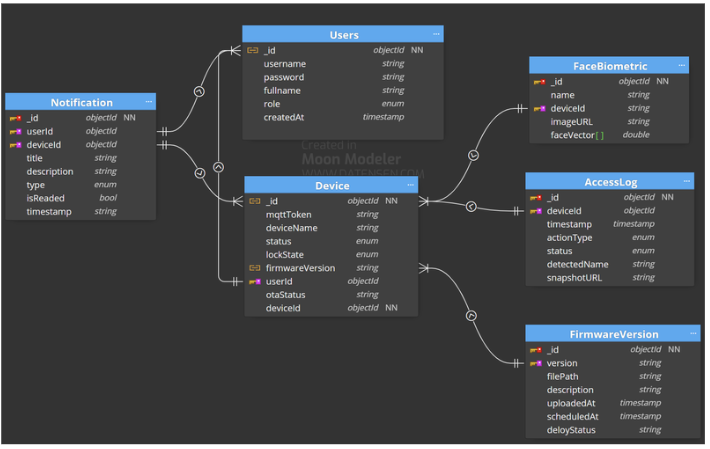 Users ...
_id objectId NN
username string
password string
fullname string
role enum
createdAt timestamp
Notification ...
_id objectId NN
userId objectId
deviceId objectId
title string
description string
type enum
isReaded bool
timestamp string
FaceBiometric ...
_id objectId NN
name string
deviceId string
imageURL string
faceVector[] double
Created in
Moon Modeler
WWW.DATENSEN.COM
Device ...
_id objectId NN
mqttToken string
deviceName string
status enum
lockState enum
firmwareVersion string
userId objectId
otaStatus string
deviceId objectId NN
AccessLog ...
_id objectId NN
deviceId objectId
timestamp timestamp
actionType enum
status enum
detectedName string
snapshotURL string
FirmwareVersion ...
_id objectId NN
version string
filePath string
description string
uploadedAt timestamp
scheduledAt timestamp
deloyStatus string